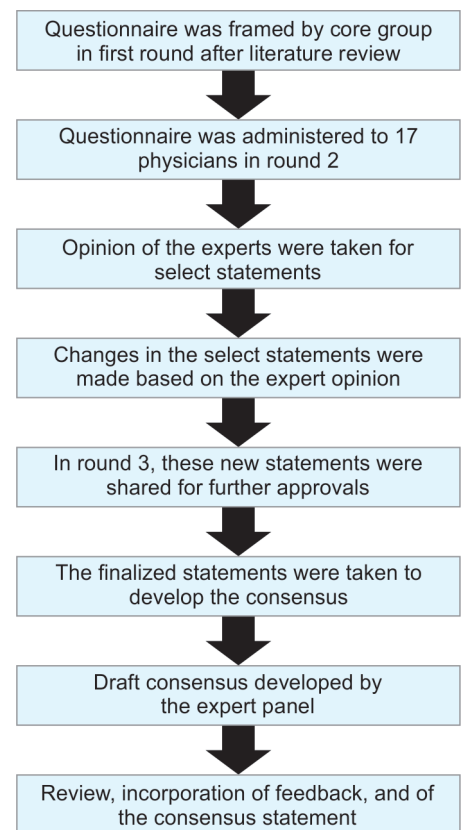 Questionnaire was framed by core group
in first round after literature review
Questionnaire was administered to 17
physicians in round 2
Opinion of the experts were taken for
select statements
Changes in the select statements were
made based on the expert opinion
In round 3, these new statements were
shared for further approvals
The finalized statements were taken to
develop the consensus
Draft consensus developed by
the expert panel
Review, incorporation of feedback, and of
the consensus statement